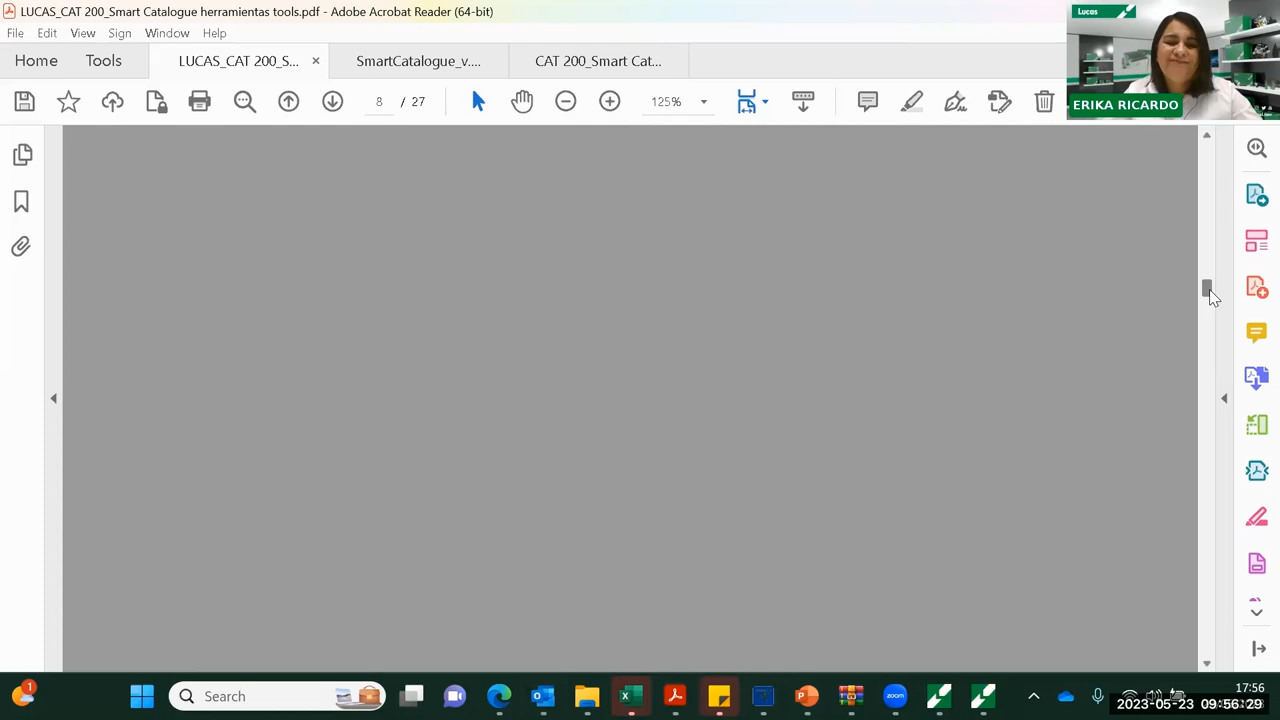 LUCAS_CAT 200_Smart Catalogue herramientas tools.pdf - Adobe Acrobat Reader (64-bit)
File Edit View Sign Window Help
Lucas
Home Tools LUCAS_CAT 200_S... SmartCatalogue_v... CAT 200_Smart Cat...
8 / 27 125%
ERIKA RICARDO
1 Search zoom 17:56
2023-05-23 09:56:29